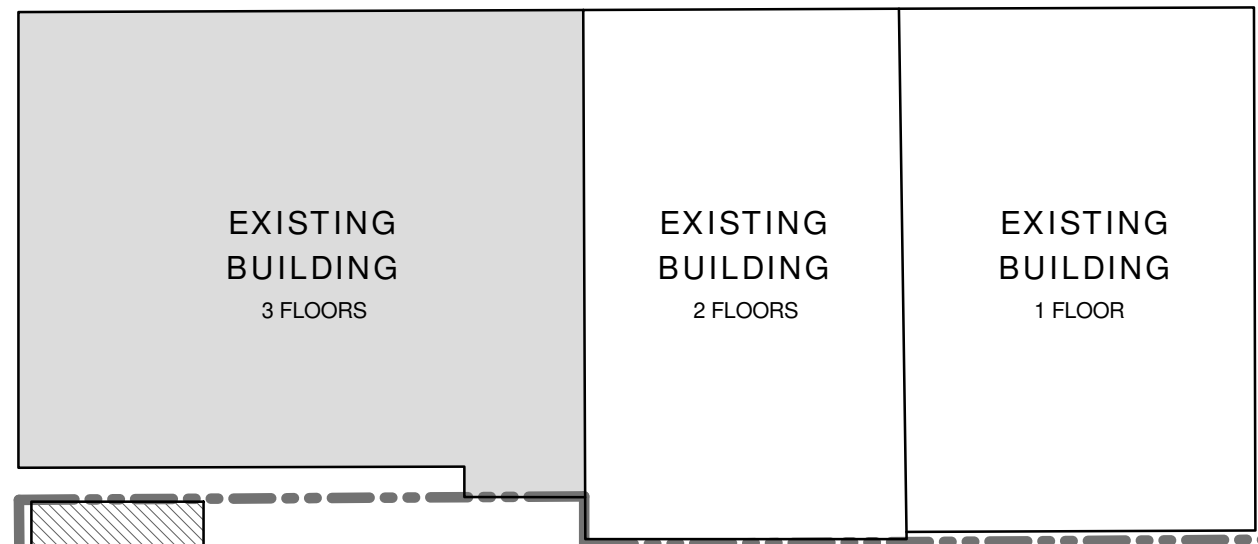 EXISTING
BUILDING
3 FLOORS
EXISTING
BUILDING
2 FLOORS
EXISTING
BUILDING
1 FLOOR